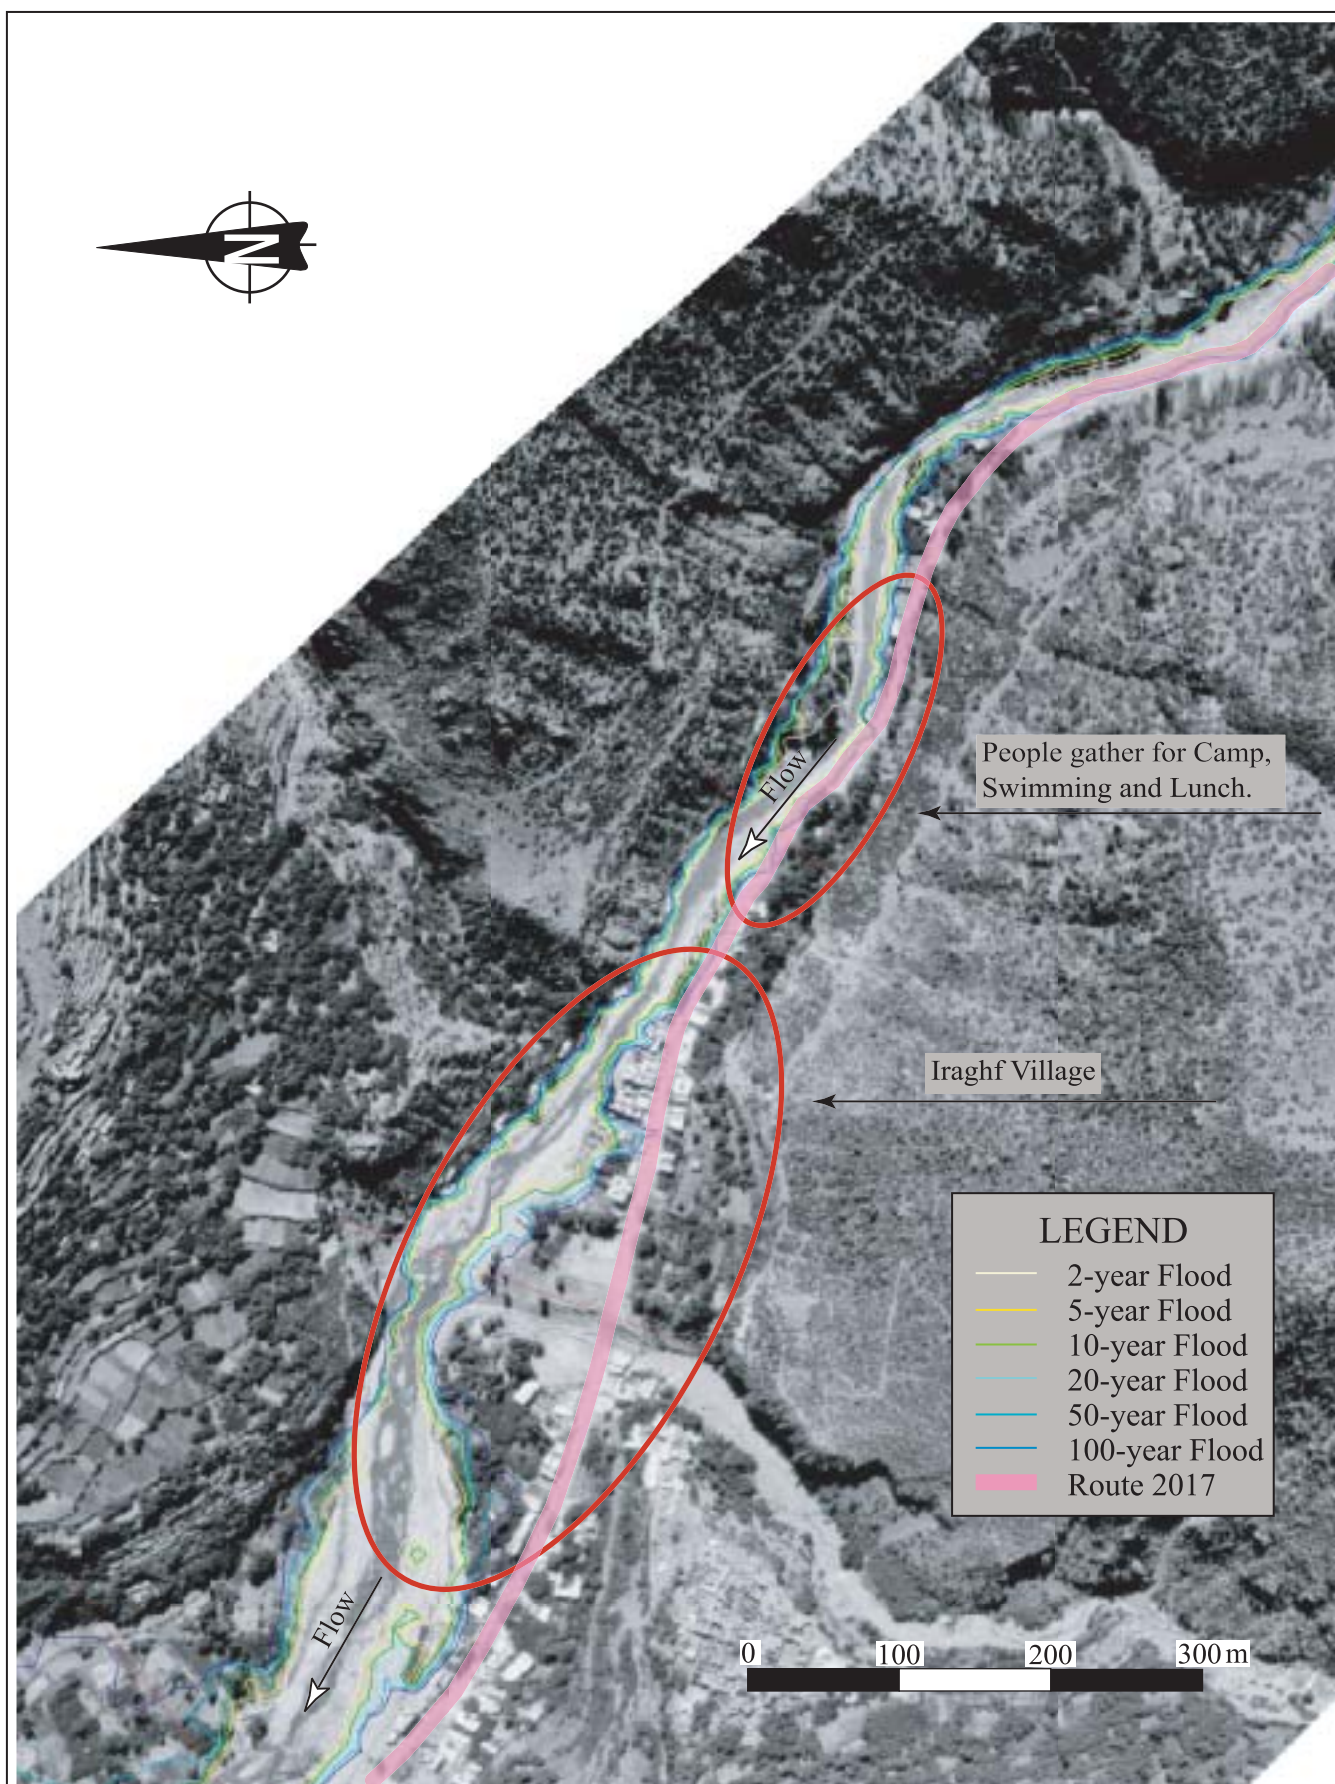 N
Flow
People gather for Camp,
Swimming and Lunch.
Iraghf Village
LEGEND
2-year Flood
5-year Flood
10-year Flood
20-year Flood
50-year Flood
100-year Flood
Route 2017
Flow
0 100 200 300 m